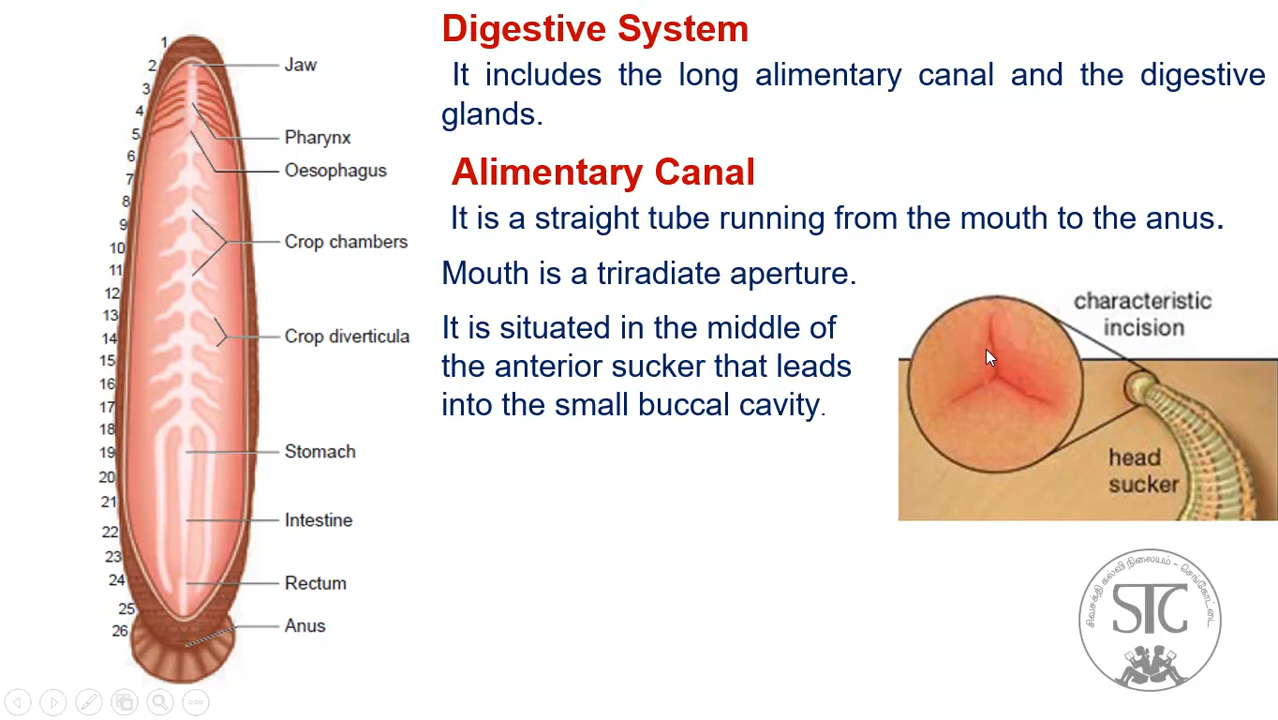 1
2
3
4
5
6
7
8
9
10
11
12
13
14
15
16
17
18
19
20
21
22
23
24
25
26
Jaw
Pharynx
Oesophagus
Crop chambers
Crop diverticula
Stomach
Intestine
Rectum
Anus
Digestive System
It includes the long alimentary canal and the digestive
glands.
Alimentary Canal
It is a straight tube running from the mouth to the anus.
Mouth is a triradiate aperture.
It is situated in the middle of
the anterior sucker that leads
into the small buccal cavity.
characteristic
incision
head
sucker
சிவசக்தி கல்வி நிலையம் - செங்கோட்டை
STC